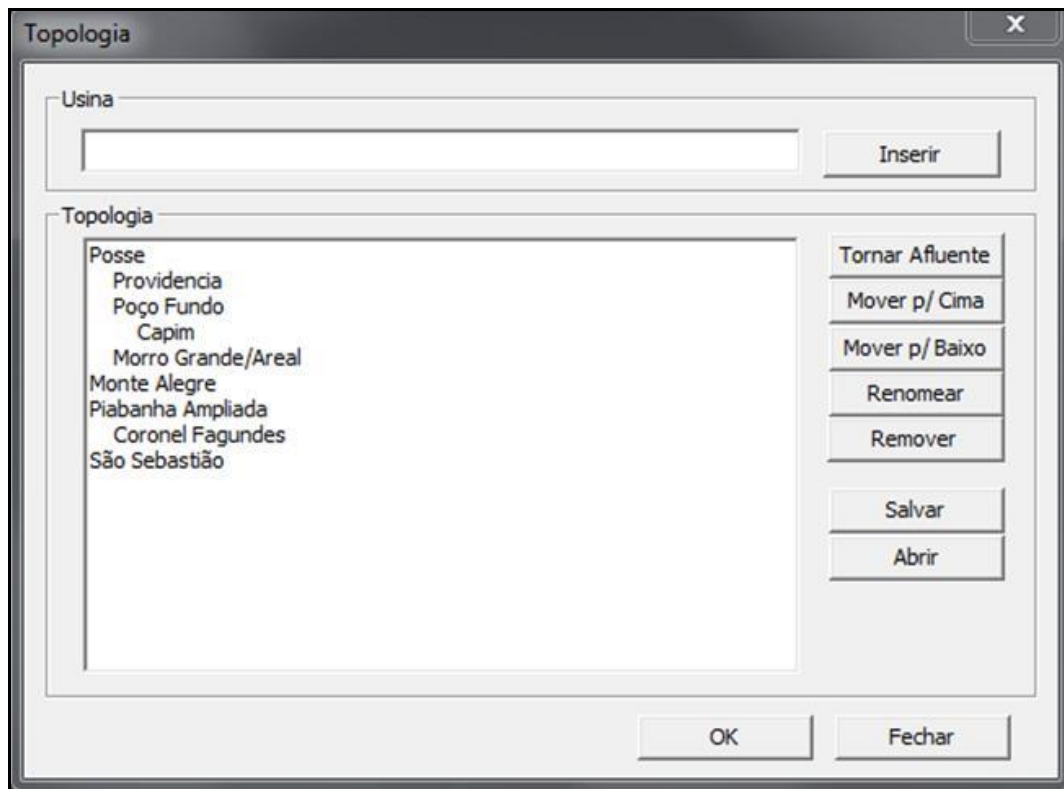 Topologia
X
Usina
Inserir
Topologia
Posse
Providencia
Poço Fundo
Capim
Morro Grande/Areal
Monte Alegre
Piabanha Ampliada
Coronel Fagundes
São Sebastião
Tornar Afluente
Mover p/ Cima
Mover p/ Baixo
Renomear
Remover
Salvar
Abrir
OK
Fechar